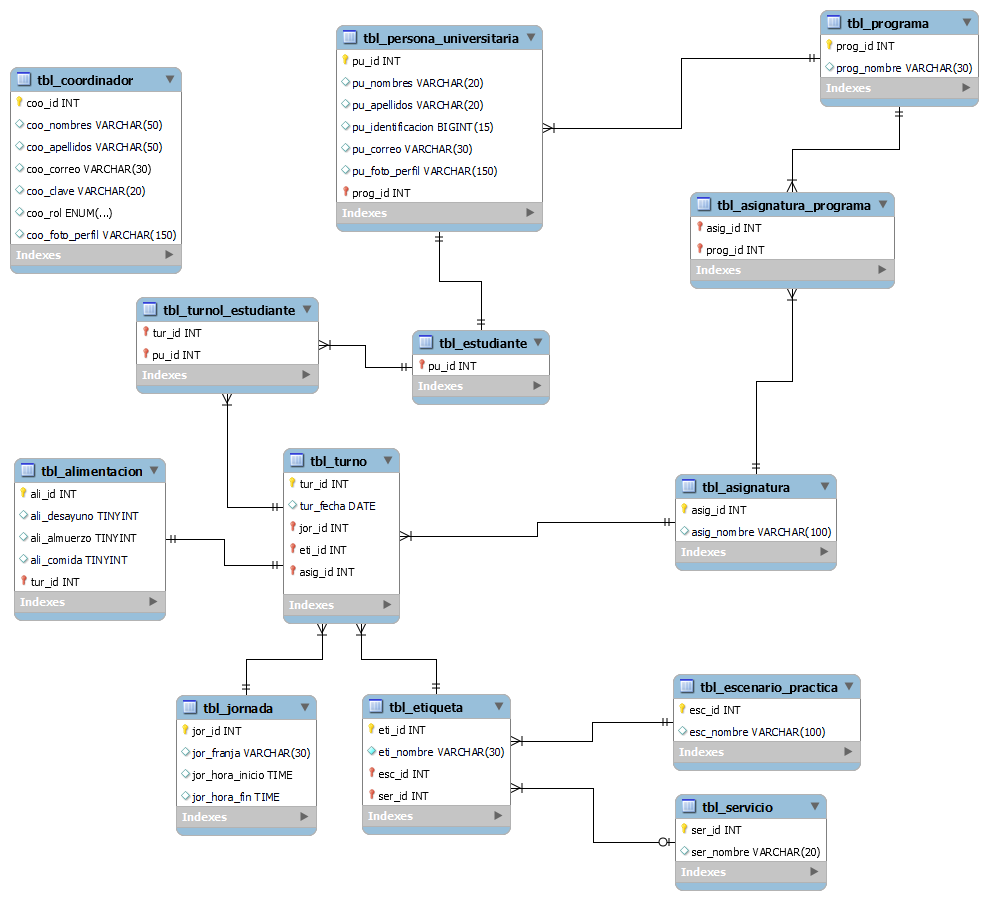 tbl_coordinador
coo_id INT
coo_nombres VARCHAR(50)
coo_apellidos VARCHAR(50)
coo_correo VARCHAR(30)
coo_clave VARCHAR(20)
coo_rol ENUM(...)
coo_foto_perfil VARCHAR(150)
Indexes
tbl_persona_universitaria
pu_id INT
pu_nombres VARCHAR(20)
pu_apellidos VARCHAR(20)
pu_identificacion BIGINT(15)
pu_correo VARCHAR(30)
pu_foto_perfil VARCHAR(150)
prog_id INT
Indexes
tbl_programa
prog_id INT
prog_nombre VARCHAR(30)
Indexes
tbl_asignatura_programa
asig_id INT
prog_id INT
Indexes
tbl_turnol_estudiante
tur_id INT
pu_id INT
Indexes
tbl_estudiante
pu_id INT
Indexes
tbl_alimentacion
ali_id INT
ali_desayuno TINYINT
ali_almuerzo TINYINT
ali_comida TINYINT
tur_id INT
Indexes
tbl_turno
tur_id INT
tur_fecha DATE
jor_id INT
eti_id INT
asig_id INT
Indexes
tbl_asignatura
asig_id INT
asig_nombre VARCHAR(100)
Indexes
tbl_jornada
jor_id INT
jor_franja VARCHAR(30)
jor_hora_inicio TIME
jor_hora_fin TIME
Indexes
tbl_etiqueta
eti_id INT
eti_nombre VARCHAR(30)
esc_id INT
ser_id INT
Indexes
tbl_escenario_practica
esc_id INT
esc_nombre VARCHAR(100)
Indexes
tbl_servicio
ser_id INT
ser_nombre VARCHAR(20)
Indexes